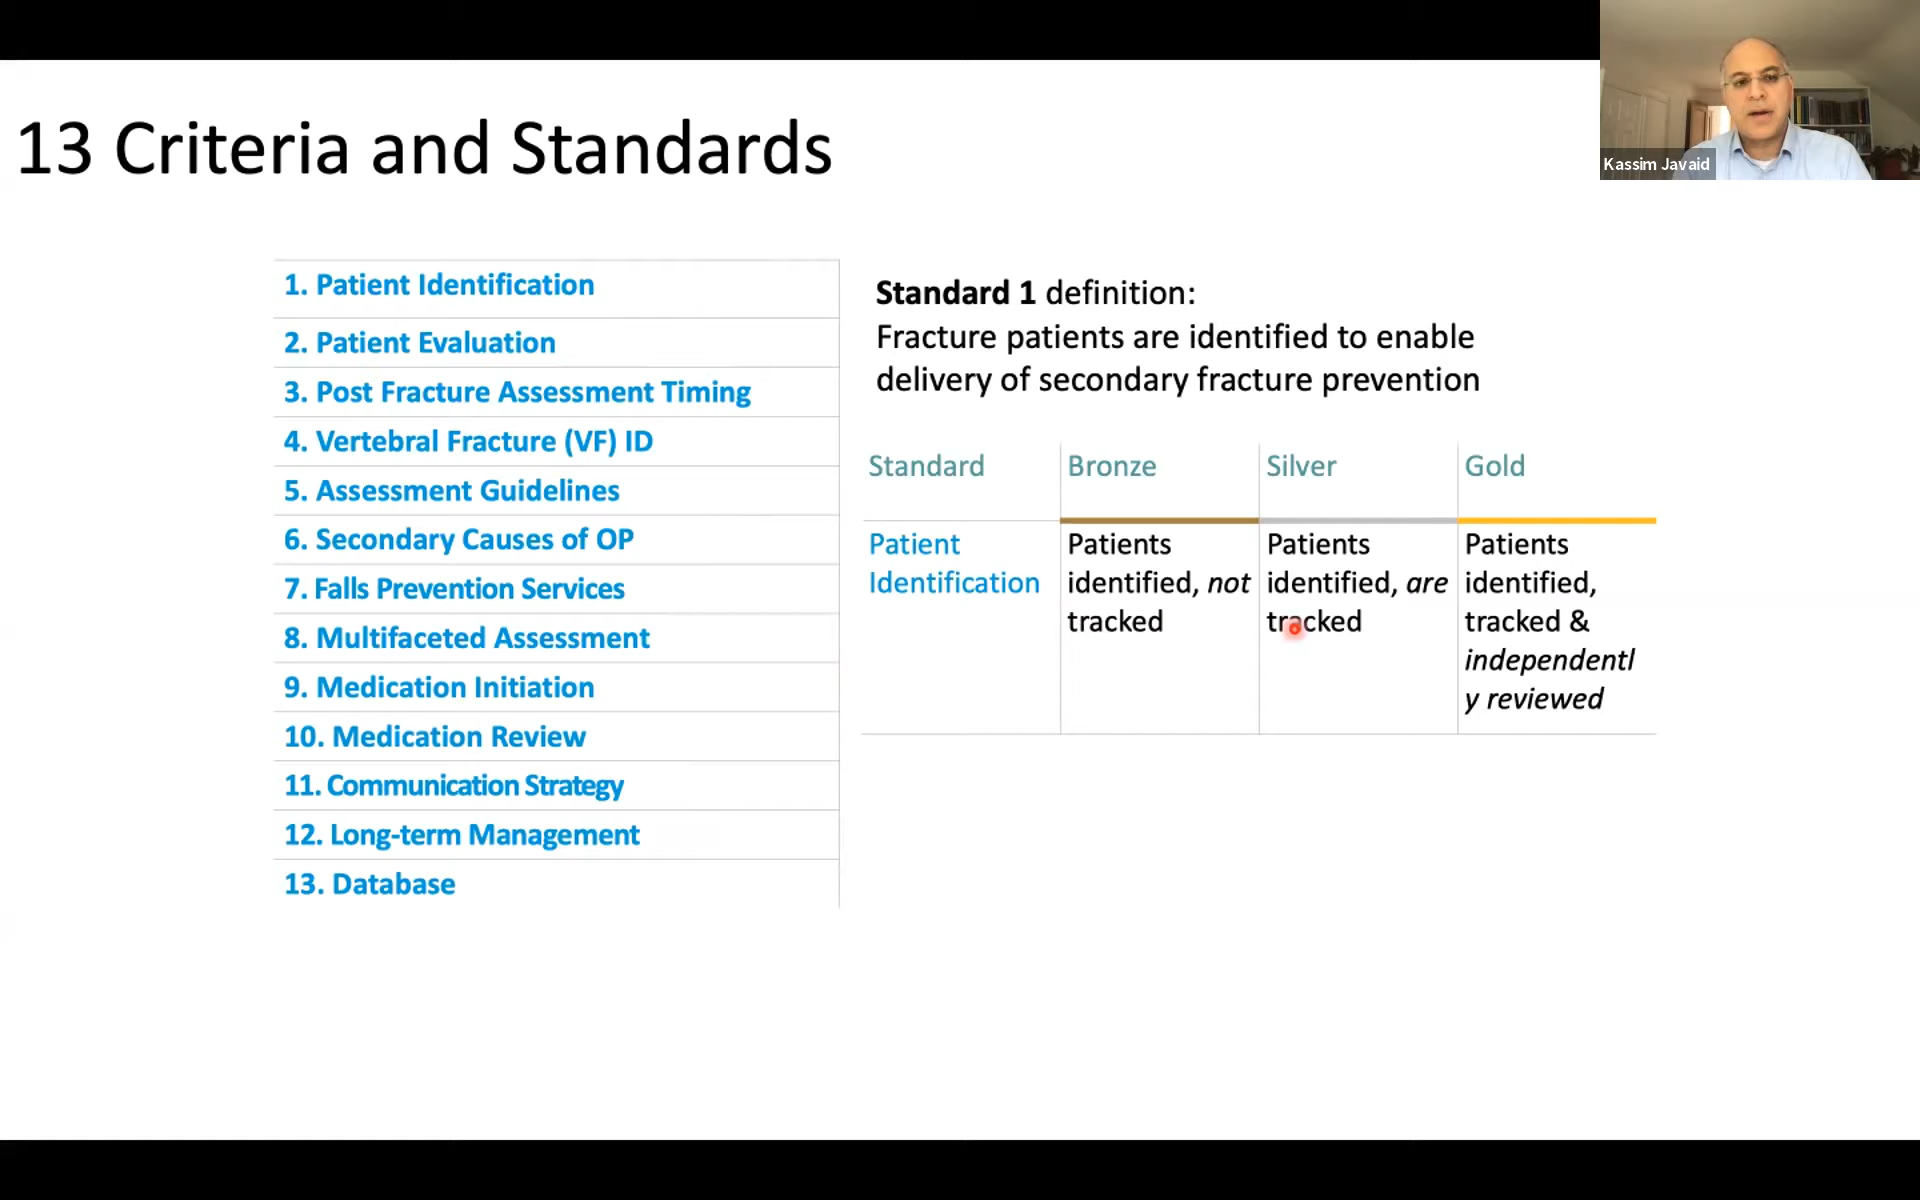 13 Criteria and Standards
Kassim Javaid
1. Patient Identification
2. Patient Evaluation
3. Post Fracture Assessment Timing
4. Vertebral Fracture (VF) ID
5. Assessment Guidelines
6. Secondary Causes of OP
7. Falls Prevention Services
8. Multifaceted Assessment
9. Medication Initiation
10. Medication Review
11. Communication Strategy
12. Long-term Management
13. Database
Standard 1 definition:
Fracture patients are identified to enable
delivery of secondary fracture prevention
Standard
Bronze
Silver
Gold
Patient
Identification
Patients
identified, not
tracked
Patients
identified, are
tracked
Patients
identified,
tracked &
independentl
y reviewed